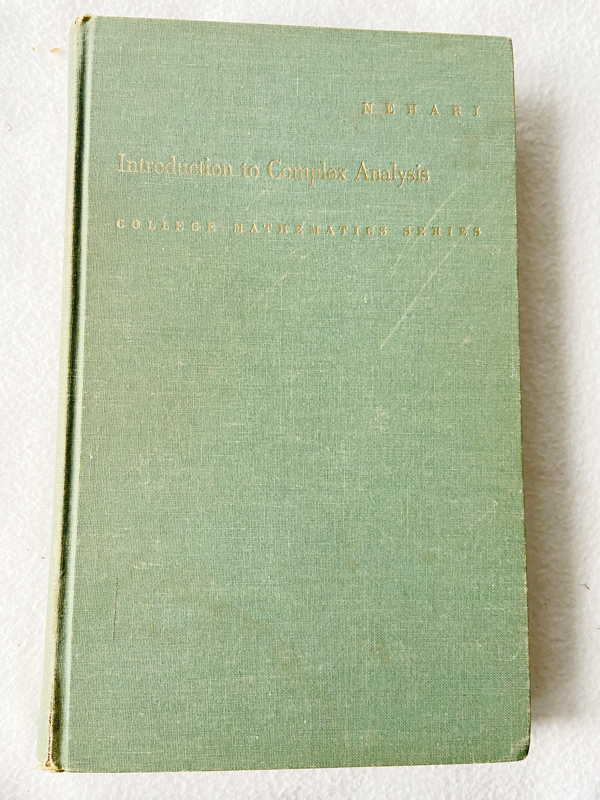 NEHARI
Introduction to Complex Analysis
COLLEGE MATHEMATICS SERIES